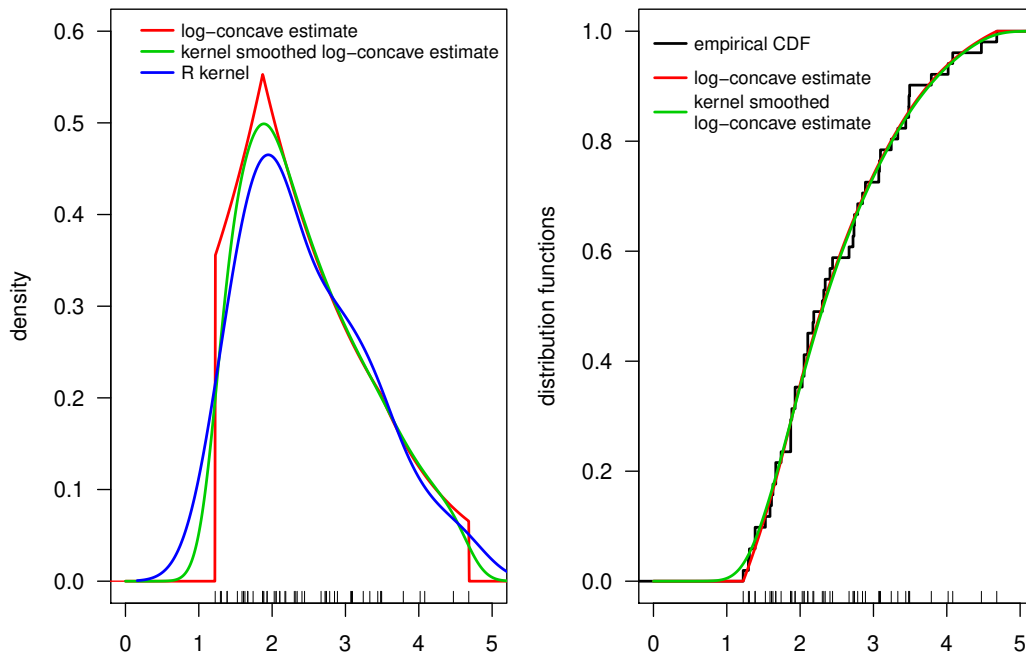 log−concave estimate
kernel smoothed log−concave estimate
R kernel
density
0.6
0.5
0.4
0.3
0.2
0.1
0.0
0 1 2 3 4 5
empirical CDF
log−concave estimate
kernel smoothed
log−concave estimate
distribution functions
1.0
0.8
0.6
0.4
0.2
0.0
0 1 2 3 4 5